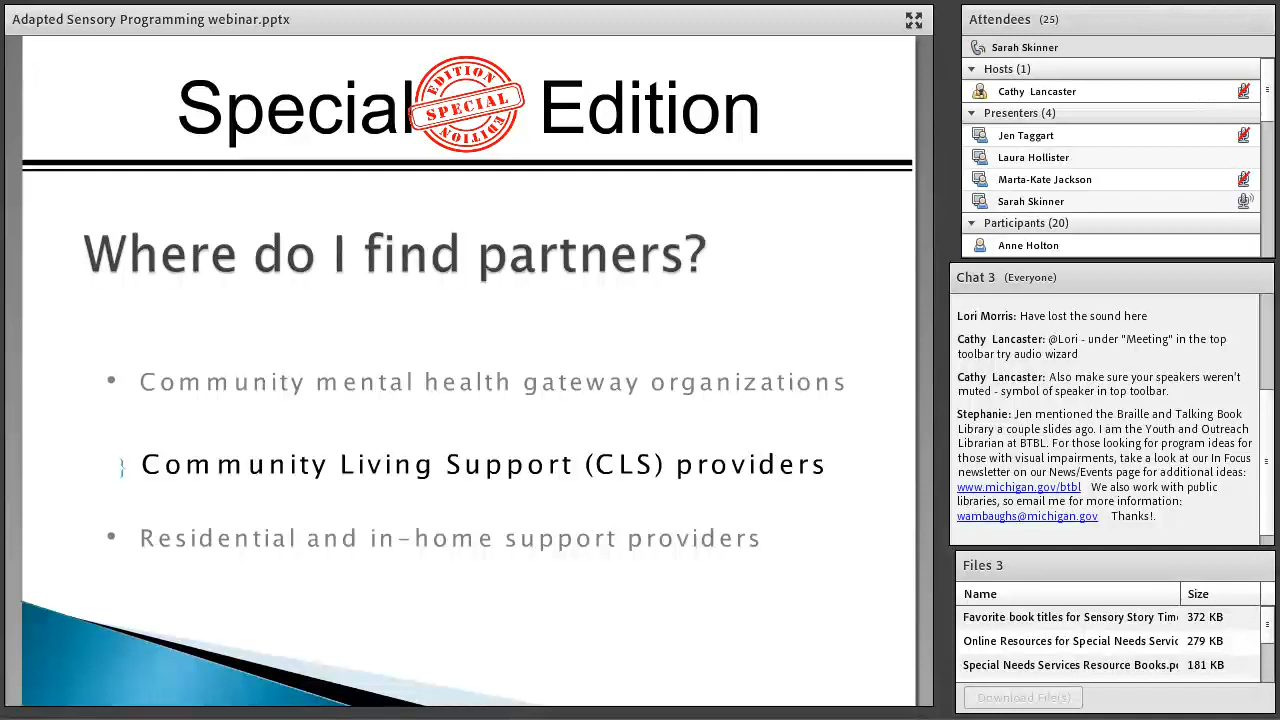 Adapted Sensory Programming webinar.pptx
Special Edition
EDITION
SPECIAL
EDITION
Where do I find partners?
• Community mental health gateway organizations
Community Living Support (CLS) providers
• Residential and in-home support providers
Attendees (25)
Sarah Skinner
Hosts (1)
Cathy Lancaster
Presenters (4)
Jen Taggart
Laura Hollister
Marta-Kate Jackson
Sarah Skinner
Participants (20)
Anne Holton
Chat 3 (Everyone)
Lori Morris: Have lost the sound here
Cathy Lancaster: @Lori - under "Meeting" in the top
toolbar try audio wizard
Cathy Lancaster: Also make sure your speakers weren't
muted - symbol of speaker in top toolbar.
Stephanie: Jen mentioned the Braille and Talking Book
Library a couple slides ago. I am the Youth and Outreach
Librarian at BTBL. For those looking for program ideas for
those with visual impairments, take a look at our In Focus
newsletter on our News/Events page for additional ideas:
www.michigan.gov/btbl We also work with public
libraries, so email me for more information:
wambaughs@michigan.gov Thanks!.
Files 3
Name Size
Favorite book titles for Sensory Story Tim 372 KB
Online Resources for Special Needs Servic 279 KB
Special Needs Services Resource Books.pd 181 KB
Download File(s)